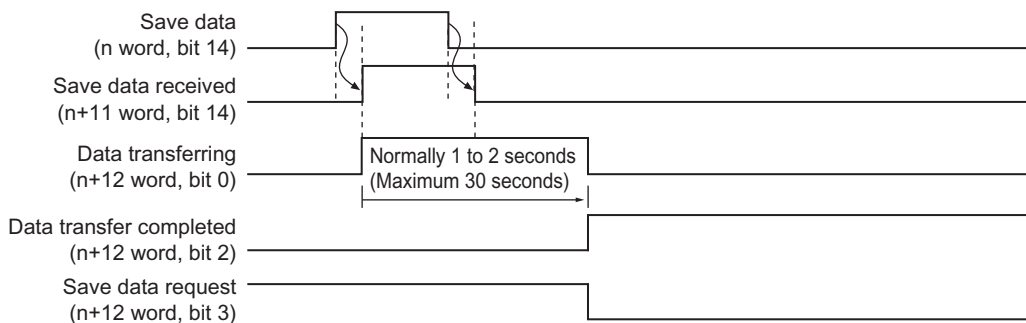 Save data
(n word, bit 14)
Save data received
(n+11 word, bit 14)
Data transferring
(n+12 word, bit 0)
Normally 1 to 2 seconds
(Maximum 30 seconds)
Data transfer completed
(n+12 word, bit 2)
Save data request
(n+12 word, bit 3)